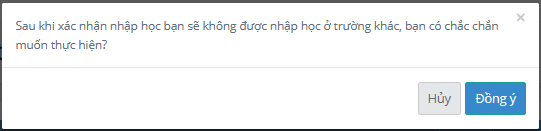 Sau khi xác nhận nhập học bạn sẽ không được nhập học ở trường khác, bạn có chắc chắn
muốn thực hiện?
Hủy
Đồng ý